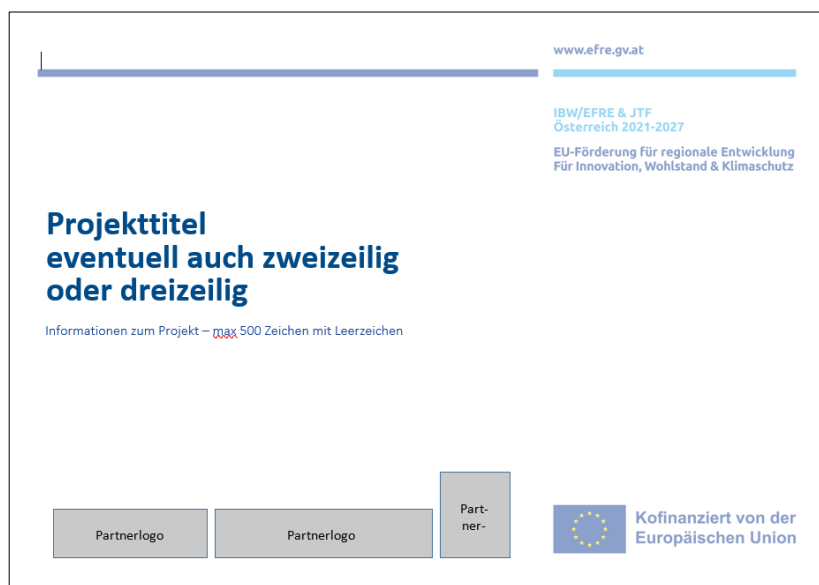 www.efre.gv.at
IBW/EFRE & JTF
Österreich 2021-2027
EU-Förderung für regionale Entwicklung
Für Innovation, Wohlstand & Klimaschutz
Projekttitel
eventuell auch zweizeilig
oder dreizeilig
Informationen zum Projekt – max 500 Zeichen mit Leerzeichen
Partnerlogo
Partnerlogo
Part-
ner-
Kofinanziert von der
Europäischen Union